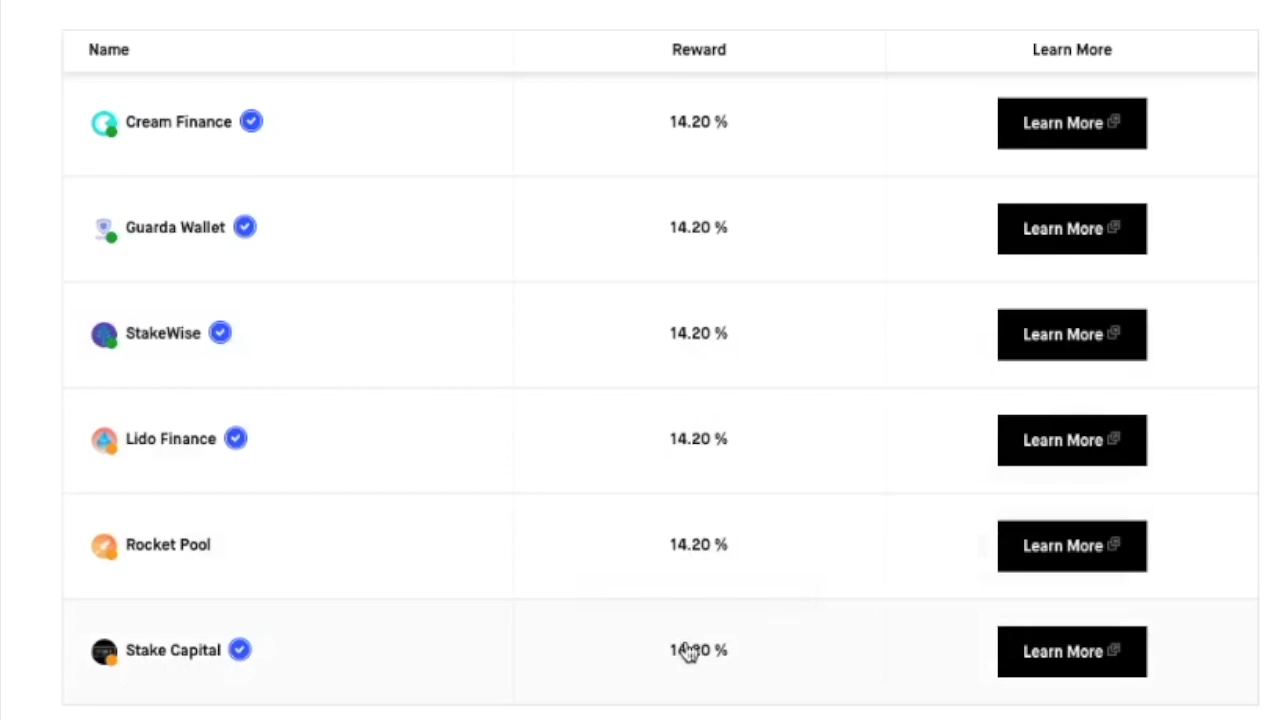 Name Reward Learn More
Cream Finance 14.20 % Learn More
Guarda Wallet 14.20 % Learn More
StakeWise 14.20 % Learn More
Lido Finance 14.20 % Learn More
Rocket Pool 14.20 % Learn More
Stake Capital % Learn More